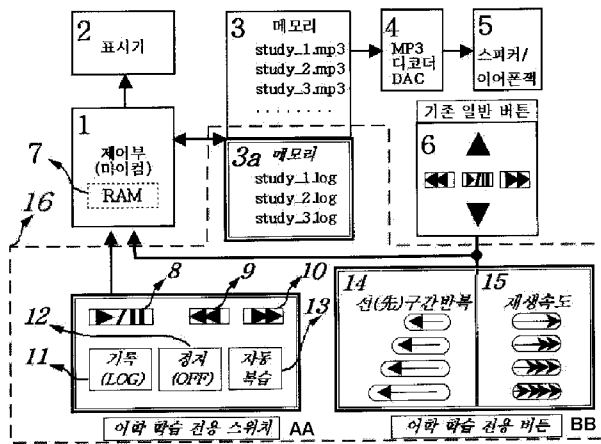 2
표시기
3
메모리
study_1.mp3
study_2.mp3
study_3.mp3
.........
4
MP3
디코더
DAC
5
스피커/
이어폰잭
1
제어부
(마이컴)
RAM
7
16
3a 메모리
study_1.log
study_2.log
study_3.log
기존 일반 버튼
6
8
9
10
12
13
11
기록
(LOG)
정지
(OFF)
자동
복습
어학 학습 전용 스위치 AA
14
선(先)구간반복
15
재생속도
어학 학습 전용 버튼 BB